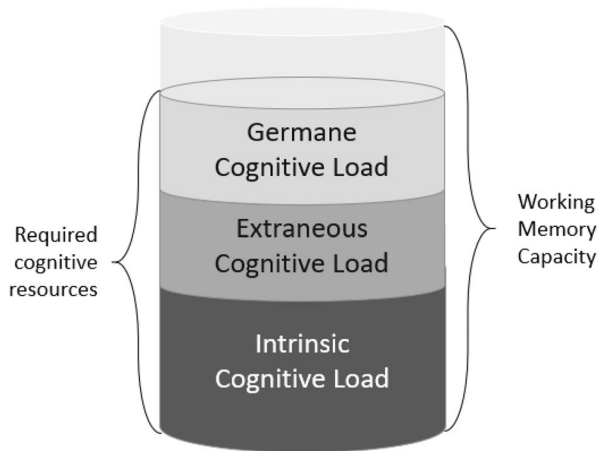 Germane
Cognitive Load
Extraneous
Cognitive Load
Intrinsic
Cognitive Load
Required
cognitive
resources
Working
Memory
Capacity